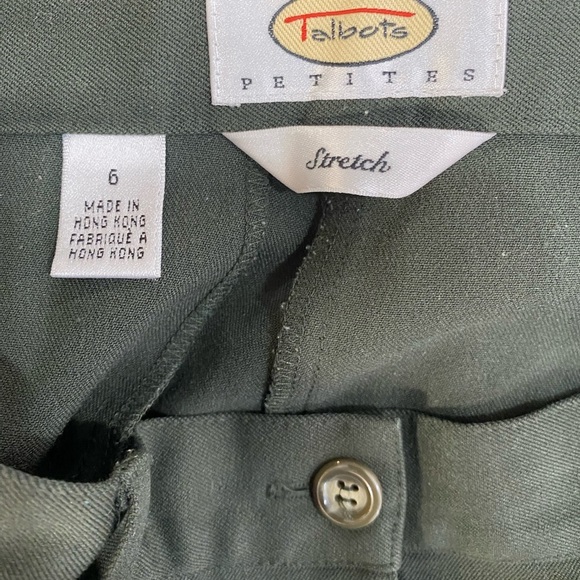 Talbots
PETITES
Stretch
6
MADE IN
HONG KONG
FABRIQUÉ À
HONG KONG